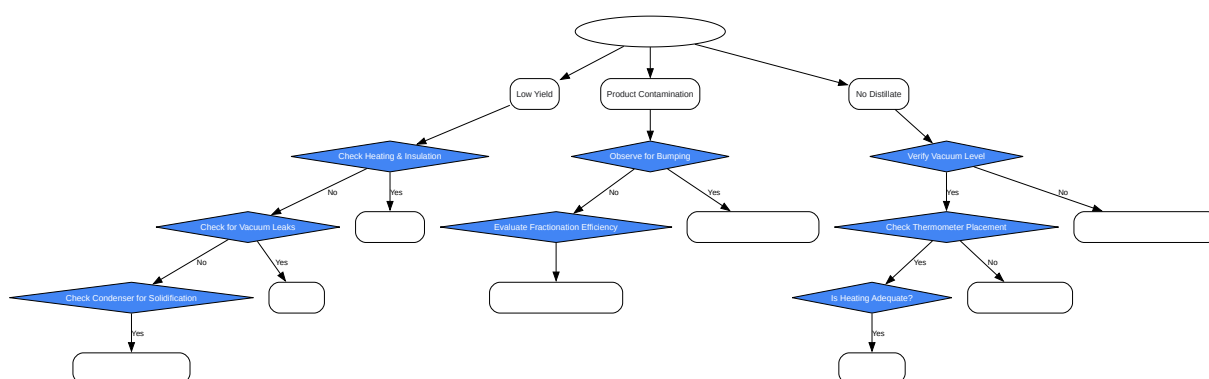 Low Yield
Product Contamination
No Distillate
Check Heating & Insulation
Observe for Bumping
Verify Vacuum Level
No
Yes
No
Yes
Yes
No
Check for Vacuum Leaks
Evaluate Fractionation Efficiency
Check Thermometer Placement
No
Yes
Yes
No
Check Condenser for Solidification
Is Heating Adequate?
Yes
Yes